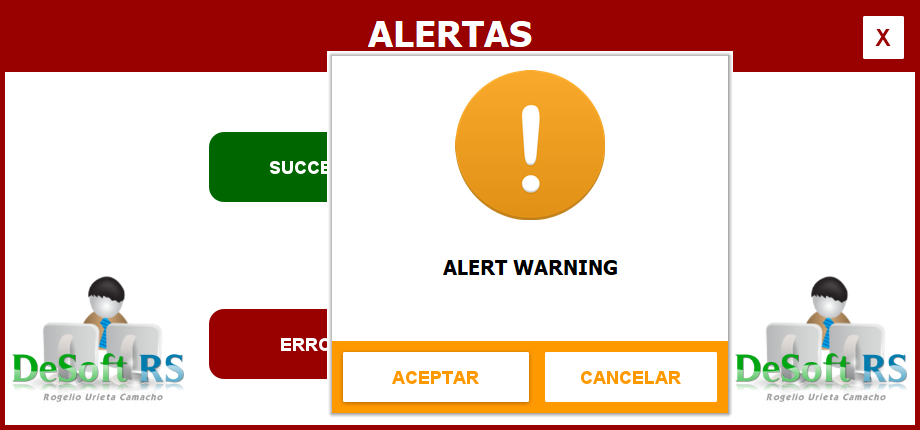 ALERTAS
X
SUCCE
ALERT WARNING
ERRO
ACEPTAR
CANCELAR
DeSoft RS
Rogelio Urieta Camacho
DeSoft RS
Rogelio Urieta Camacho